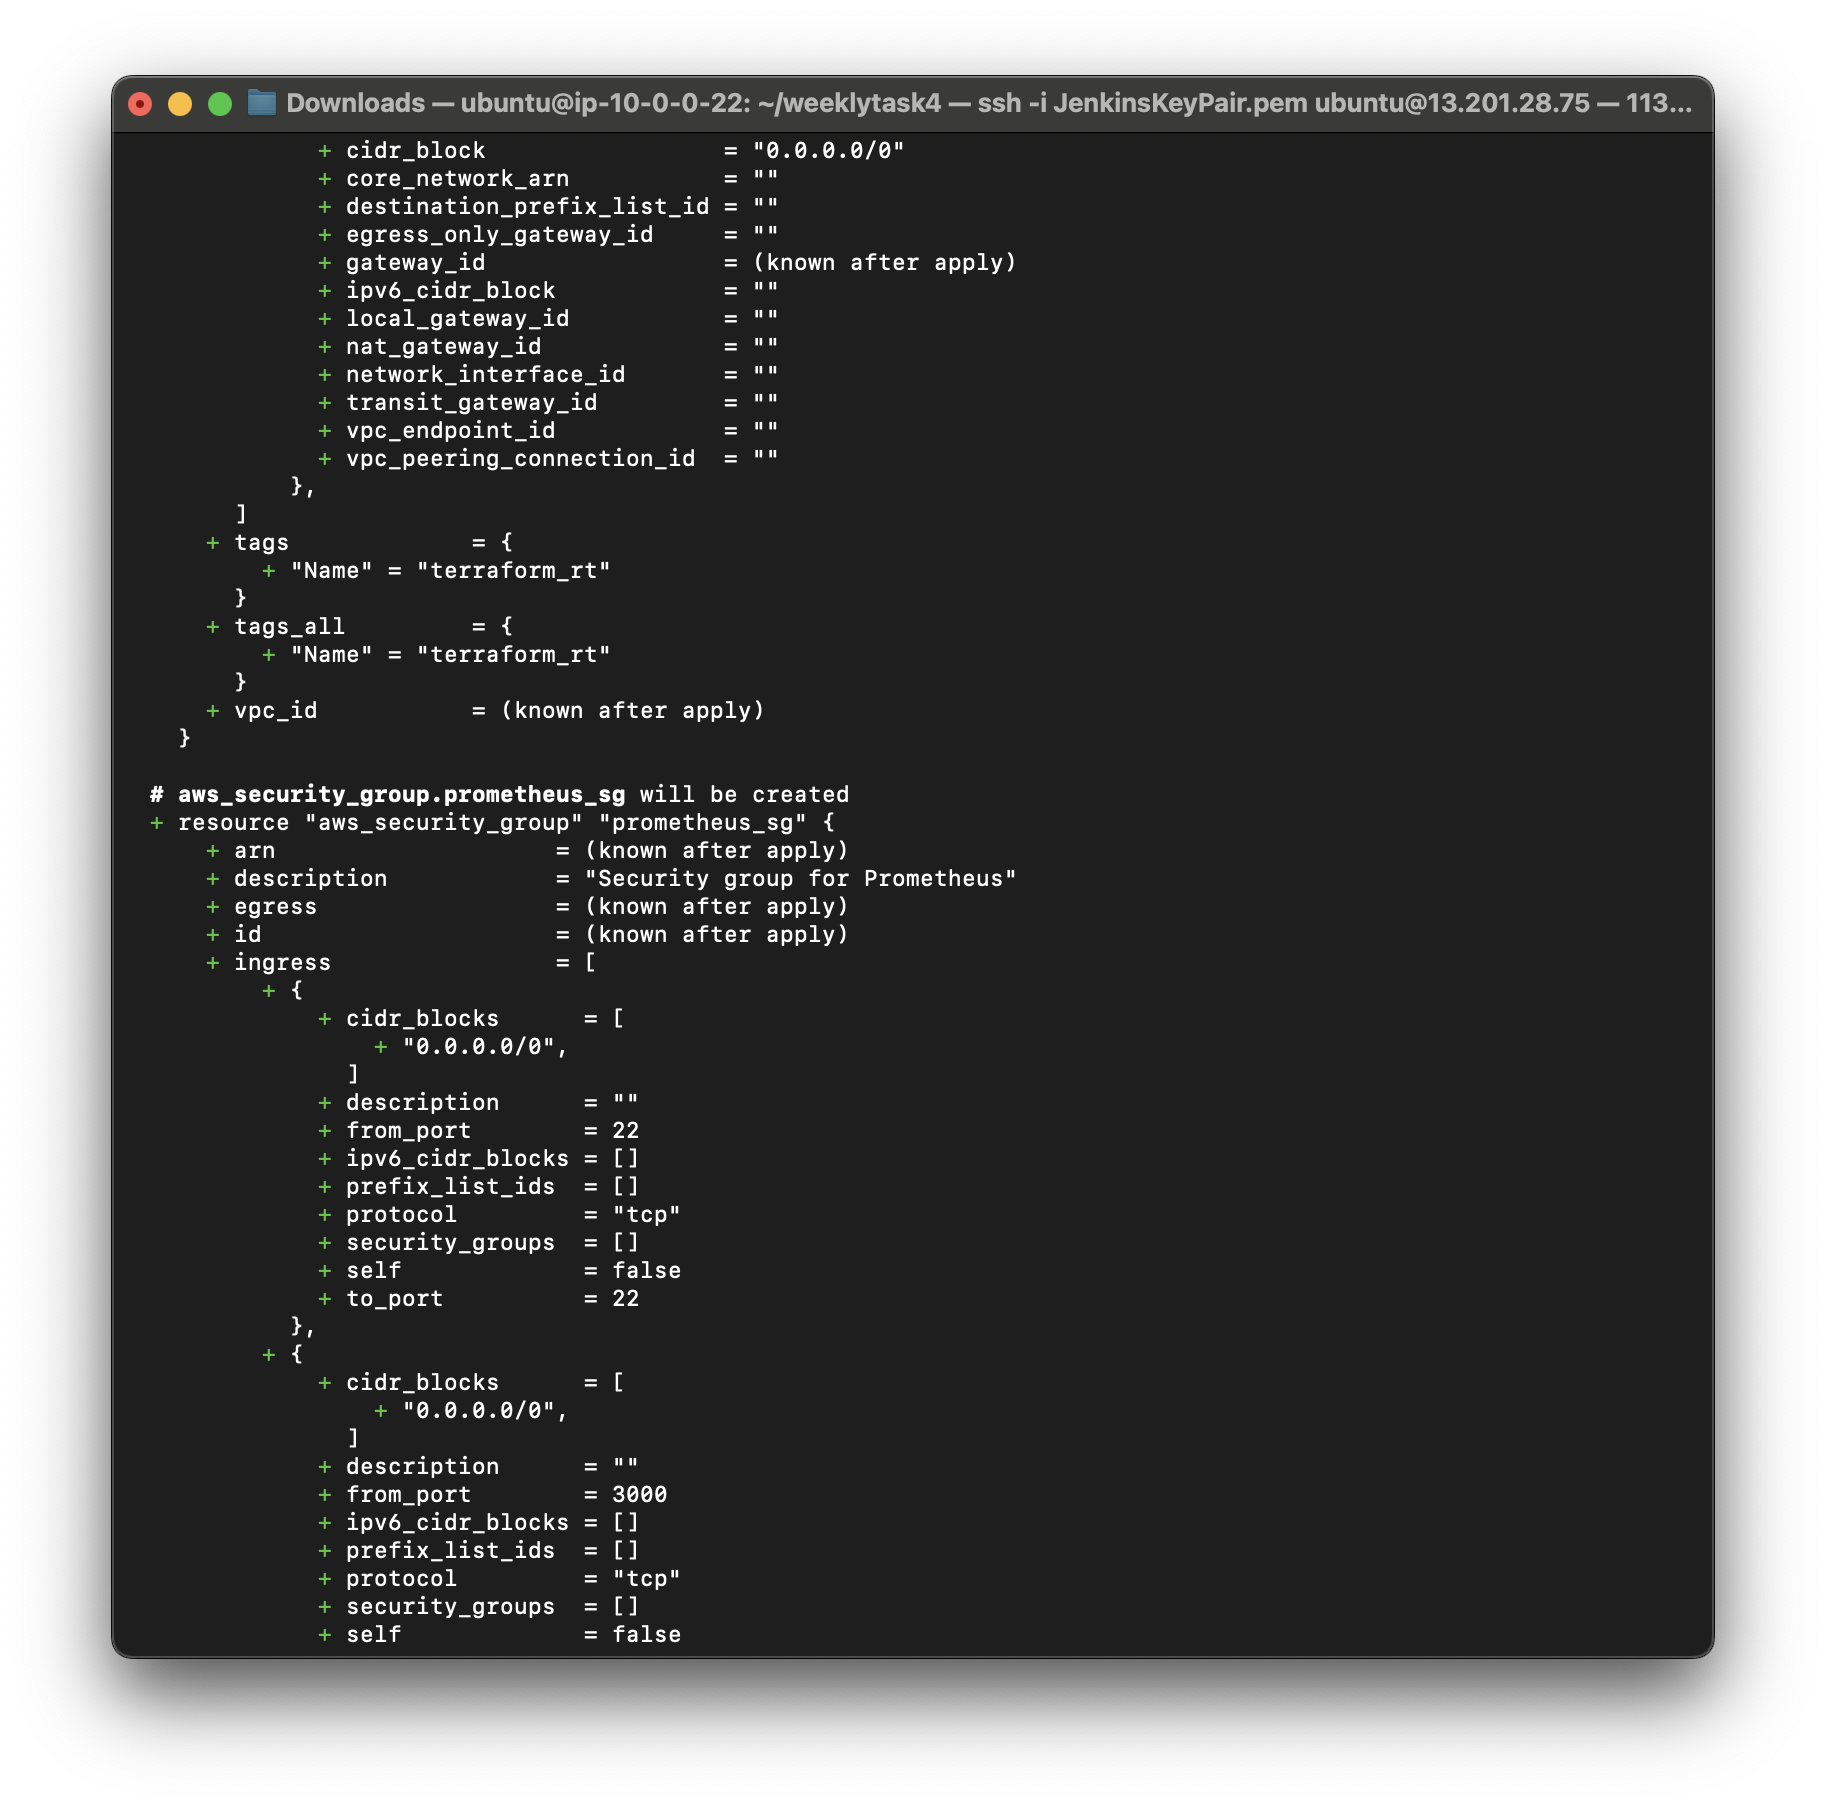 Downloads — ubuntu@ip-10-0-0-22: ~/weeklytask4 — ssh -i JenkinsKeyPair.pem ubuntu@13.201.28.75 — 113...
+ cidr_block = "0.0.0.0/0"
+ core_network_arn = ""
+ destination_prefix_list_id = ""
+ egress_only_gateway_id = ""
+ gateway_id = (known after apply)
+ ipv6_cidr_block = ""
+ local_gateway_id = ""
+ nat_gateway_id = ""
+ network_interface_id = ""
+ transit_gateway_id = ""
+ vpc_endpoint_id = ""
+ vpc_peering_connection_id = ""
},
]
+ tags = {
+ "Name" = "terraform_rt"
}
+ tags_all = {
+ "Name" = "terraform_rt"
}
+ vpc_id = (known after apply)
}
# aws_security_group.prometheus_sg will be created
+ resource "aws_security_group" "prometheus_sg" {
+ arn = (known after apply)
+ description = "Security group for Prometheus"
+ egress = (known after apply)
+ id = (known after apply)
+ ingress = [
+ {
+ cidr_blocks = [
+ "0.0.0.0/0",
]
+ description = ""
+ from_port = 22
+ ipv6_cidr_blocks = []
+ prefix_list_ids = []
+ protocol = "tcp"
+ security_groups = []
+ self = false
+ to_port = 22
},
+ {
+ cidr_blocks = [
+ "0.0.0.0/0",
]
+ description = ""
+ from_port = 3000
+ ipv6_cidr_blocks = []
+ prefix_list_ids = []
+ protocol = "tcp"
+ security_groups = []
+ self = false